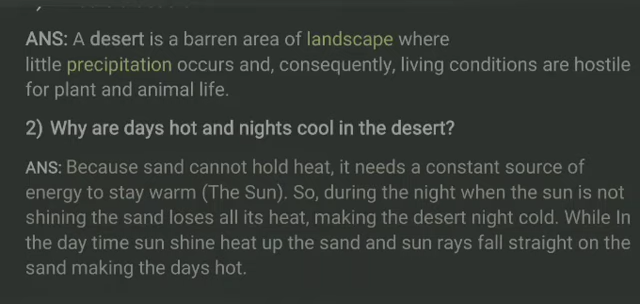 ANS: A desert is a barren area of landscape where
little precipitation occurs and, consequently, living conditions are hostile
for plant and animal life.
2) Why are days hot and nights cool in the desert?
ANS: Because sand cannot hold heat, it needs a constant source of
energy to stay warm (The Sun). So, during the night when the sun is not
shining the sand loses all its heat, making the desert night cold. While In
the day time sun shine heat up the sand and sun rays fall straight on the
sand making the days hot.